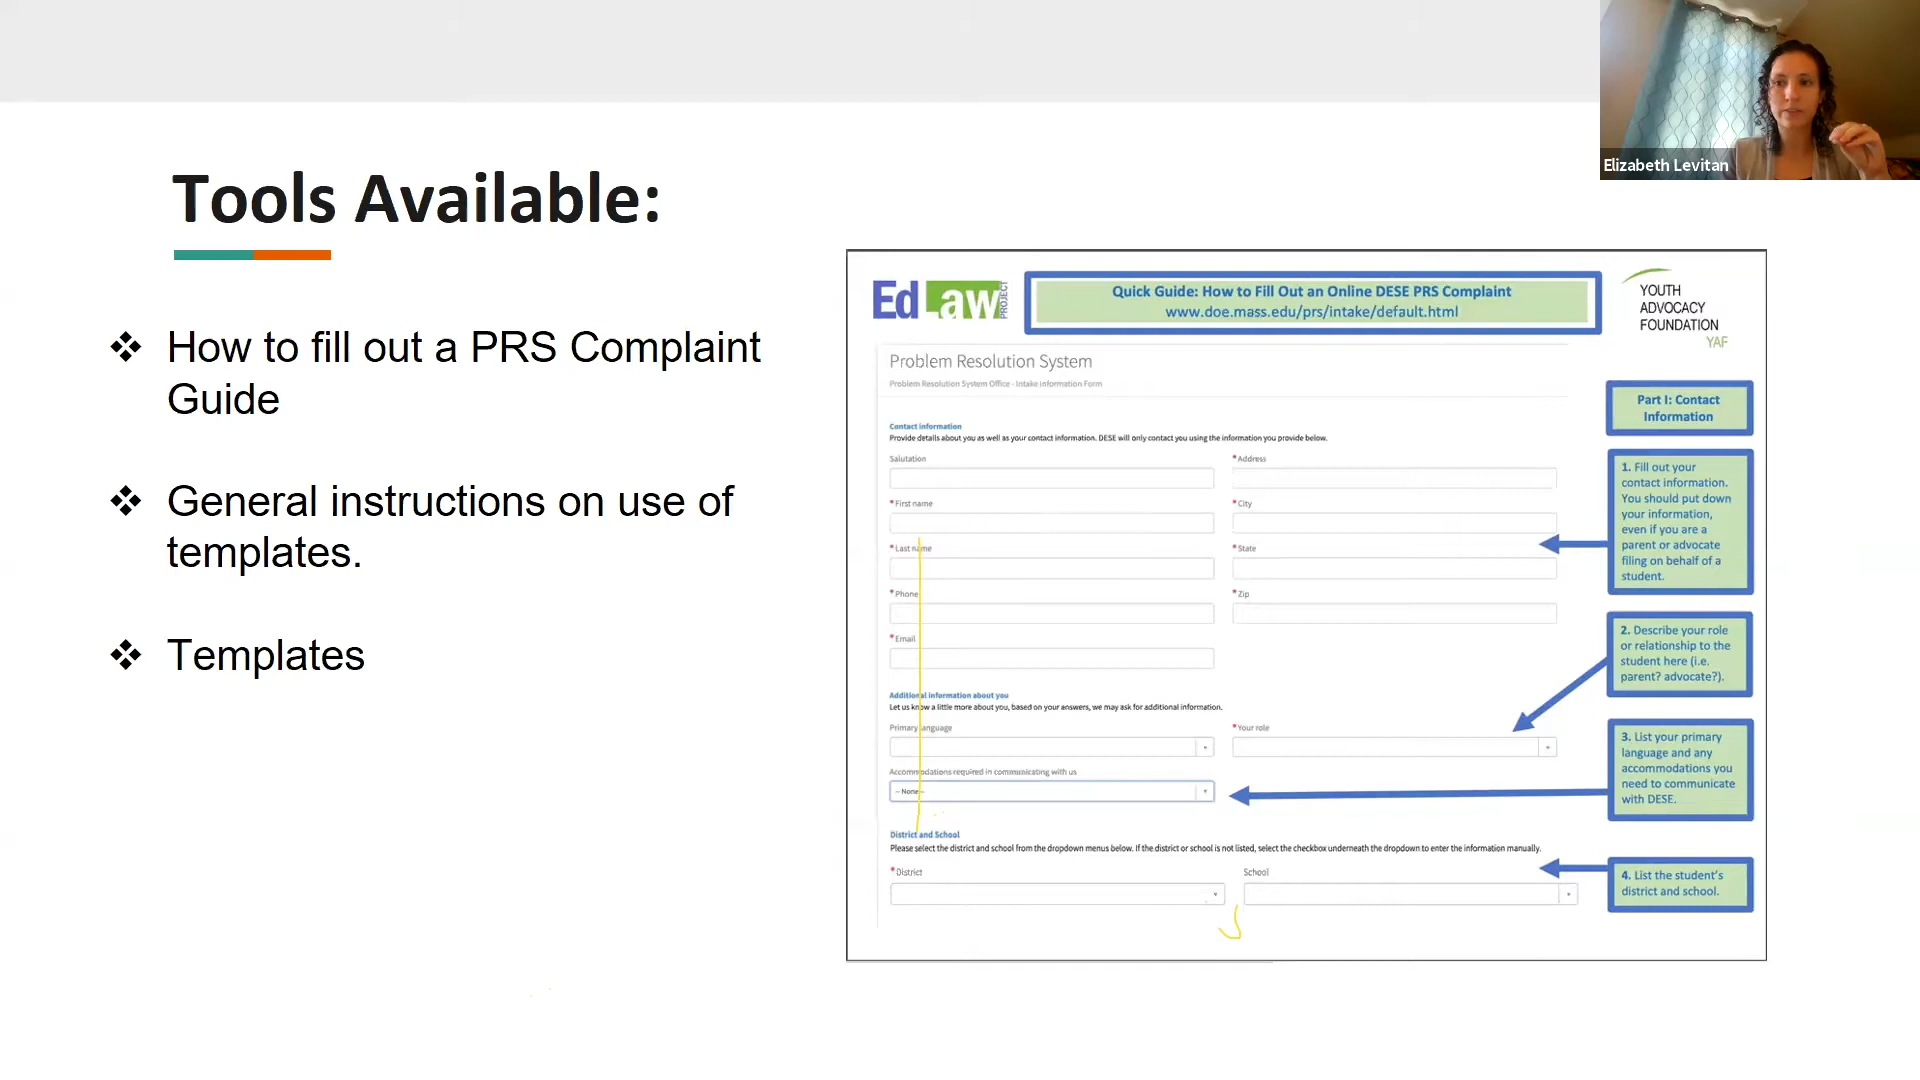 Elizabeth Levitan
Tools Available:
❖ How to fill out a PRS Complaint
Guide
❖ General instructions on use of
templates.
❖ Templates
EdLaw PROJECT
Quick Guide: How to Fill Out an Online DESE PRS Complaint
www.doe.mass.edu/prs/intake/default.html
YOUTH
ADVOCACY
FOUNDATION
YAF
Problem Resolution System
Problem Resolution System Office - Intake Information Form
Part I: Contact
Information
Contact information
Provide details about you as well as your contact information. DESE will only contact you using the information you provide below.
Salutation
*Address
*First name
*City
*Last name
*State
*Phone
*Zip
*Email
1. Fill out your
contact information.
You should put down
your information,
even if you are a
parent or advocate
filing on behalf of a
student.
Additional information about you
Let us know a little more about you, based on your answers, we may ask for additional information.
Primary language
*Your role
Accommodations required in communicating with us
-- None --
2. Describe your role
or relationship to the
student here (i.e.
parent? advocate?).
3. List your primary
language and any
accommodations you
need to communicate
with DESE.
District and School
Please select the district and school from the dropdown menus below. If the district or school is not listed, select the checkbox underneath the dropdown to enter the information manually.
*District
School
4. List the student's
district and school.